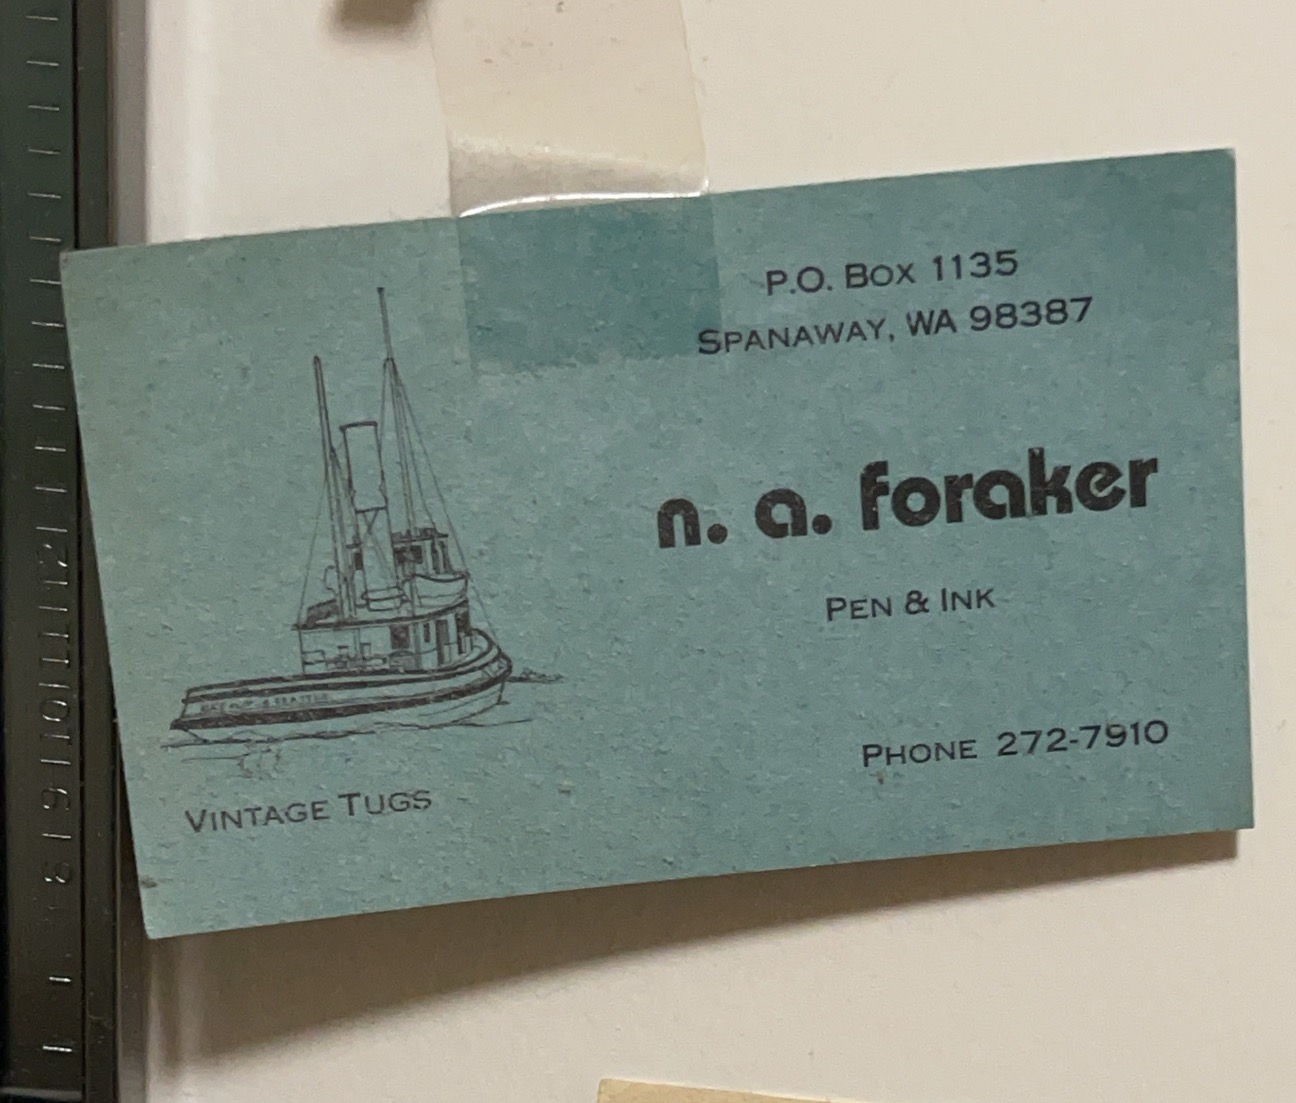 P.O. BOX 1135
SPANAWAY, WA 98387
n. a. foraker
PEN & INK
PHONE 272-7910
VINTAGE TUGS